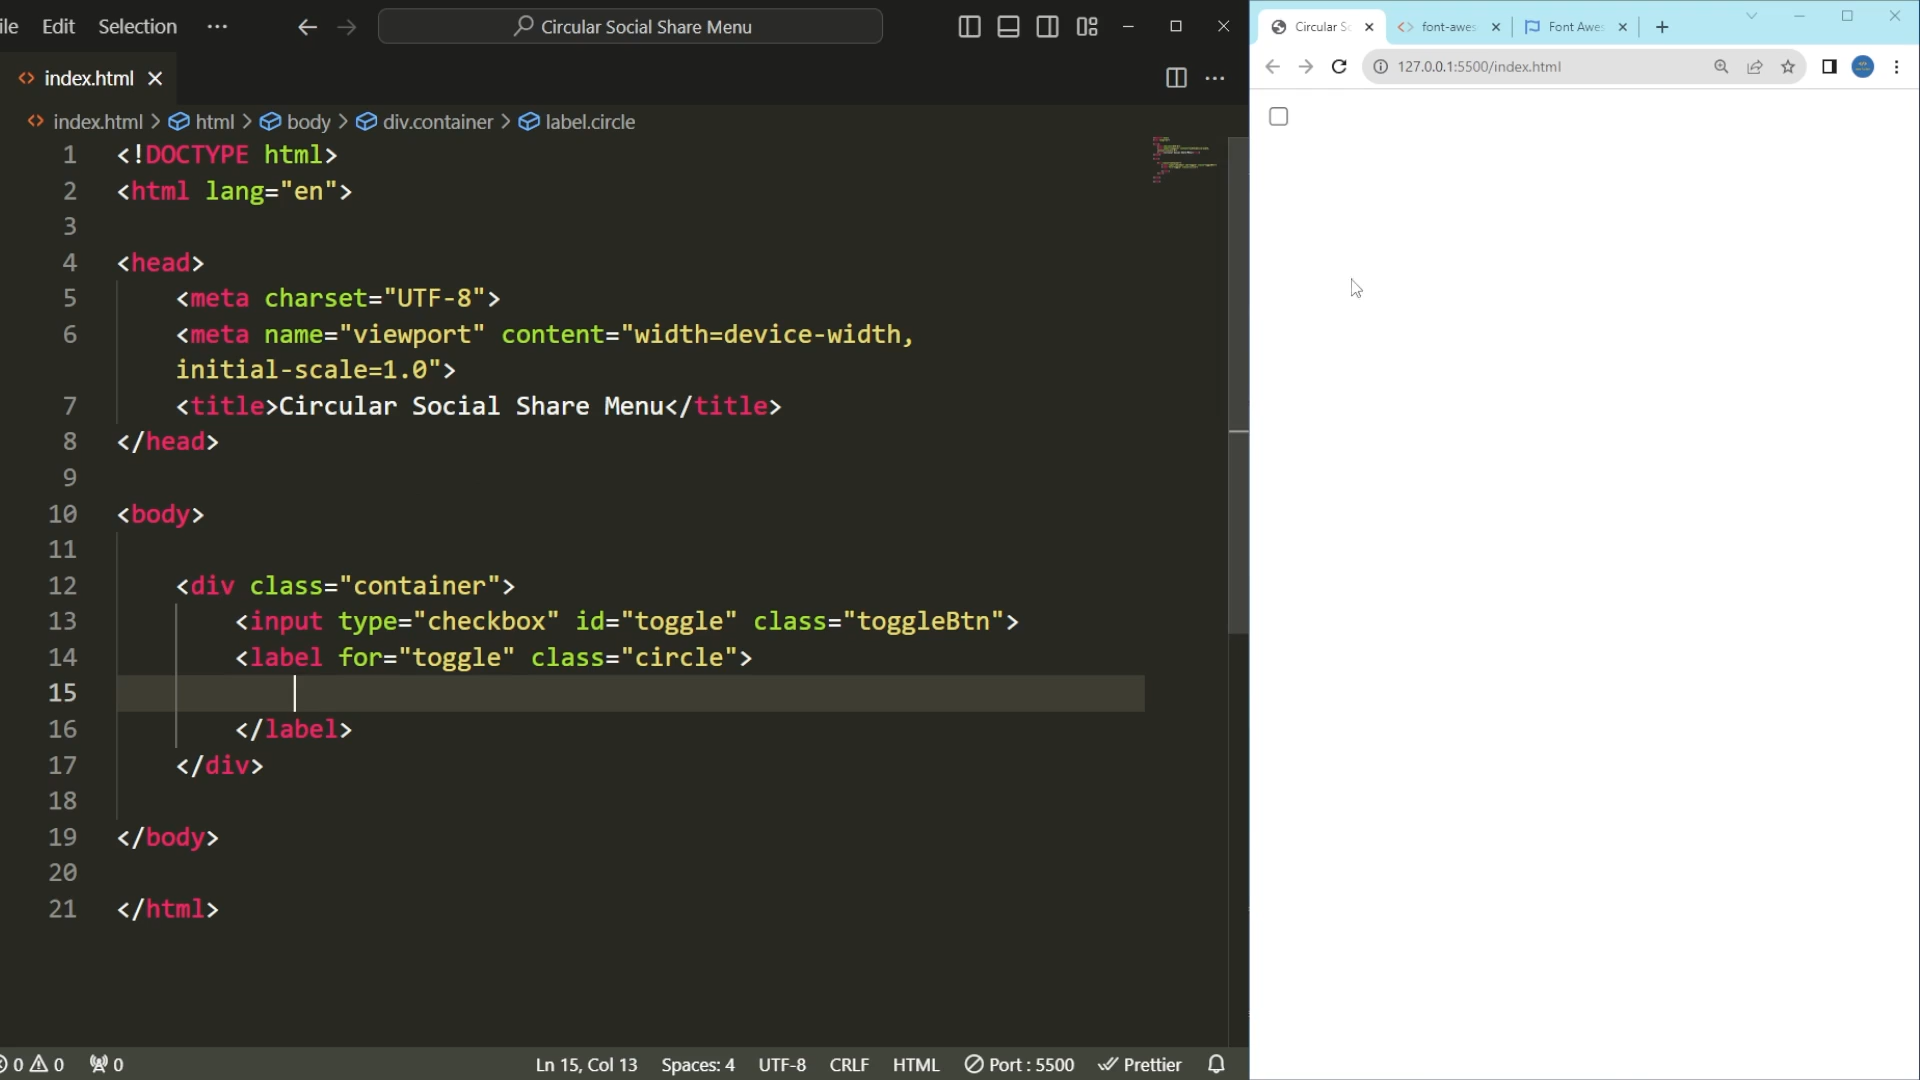 Edit Selection ···
Circular Social Share Menu
index.html
index.html > html > body > div.container > label.circle
1 <!DOCTYPE html>
2 <html lang="en">
3
4 <head>
5 <meta charset="UTF-8">
6 <meta name="viewport" content="width=device-width,
initial-scale=1.0">
7 <title>Circular Social Share Menu</title>
8 </head>
9
10 <body>
11
12 <div class="container">
13 <input type="checkbox" id="toggle" class="toggleBtn">
14 <label for="toggle" class="circle">
15
16 </label>
17 </div>
18
19 </body>
20
21 </html>
0 0 0 Ln 15, Col 13 Spaces: 4 UTF-8 CRLF HTML Port : 5500 Prettier
Circular S
font-awes
Font Awes
127.0.0.1:5500/index.html